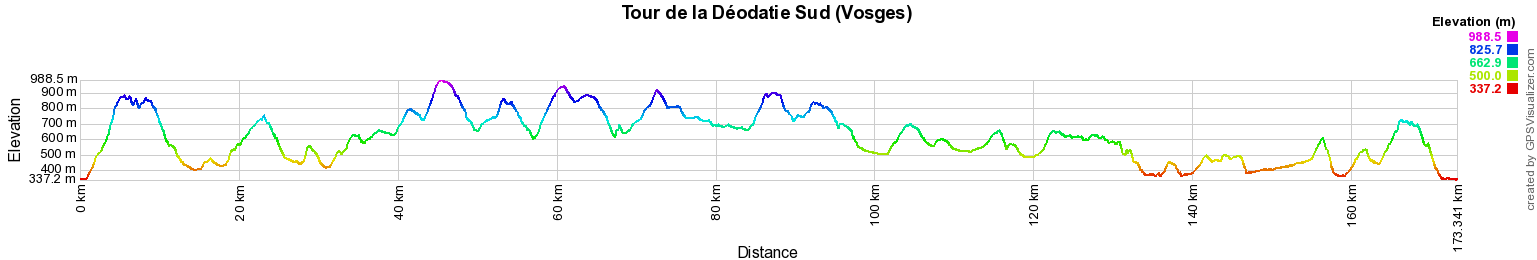 Tour de la Déodatie Sud (Vosges)
Elevation (m)
988.5
825.7
662.9
500.0
337.2
988.5 m
900 m
800 m
700 m
600 m
500 m
400 m
337.2 m
Elevation
0 km
20 km
40 km
60 km
80 km
100 km
120 km
140 km
160 km
173.341 km
Distance
created by GPSVisualizer.com